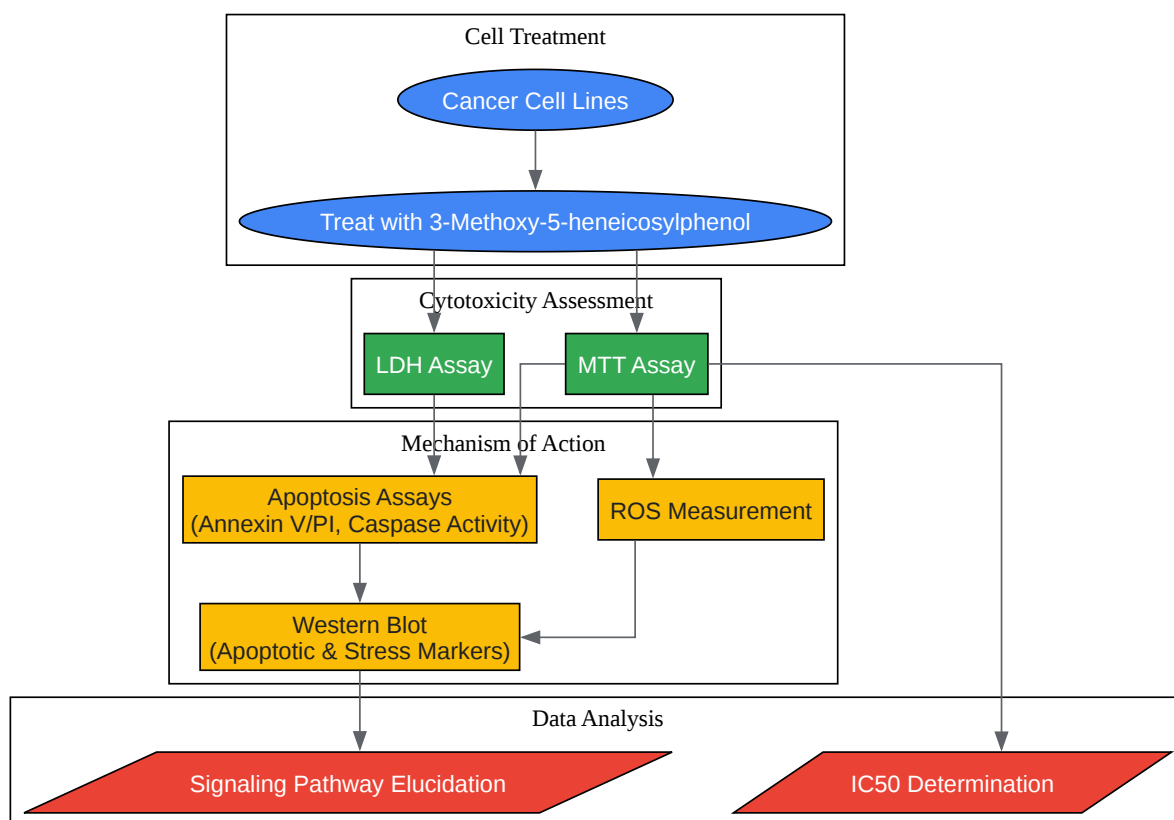 Cell Treatment
Cancer Cell Lines
Treat with 3-Methoxy-5-heneicosylphenol
Cytotoxicity Assessment
LDH Assay
MTT Assay
Mechanism of Action
Apoptosis Assays
(Annexin V/PI, Caspase Activity)
ROS Measurement
Western Blot
(Apoptotic & Stress Markers)
Data Analysis
Signaling Pathway Elucidation
IC50 Determination